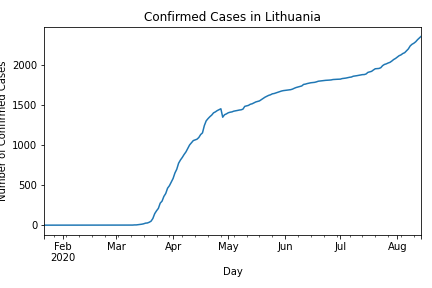 Confirmed Cases in Lithuania
Number of Confirmed Cases
2000
1500
1000
500
0
Feb
2020
Mar
Apr
May
Jun
Jul
Aug
Day